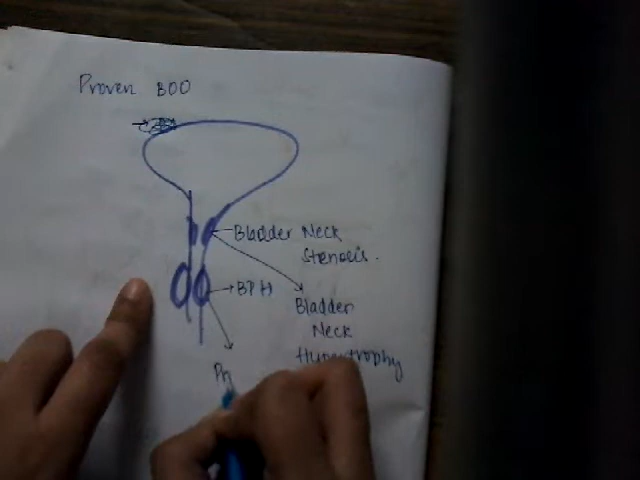 Proven BOO
Bladder Neck
Stenosis.
BPH
Bladder
Neck
Hypertrophy